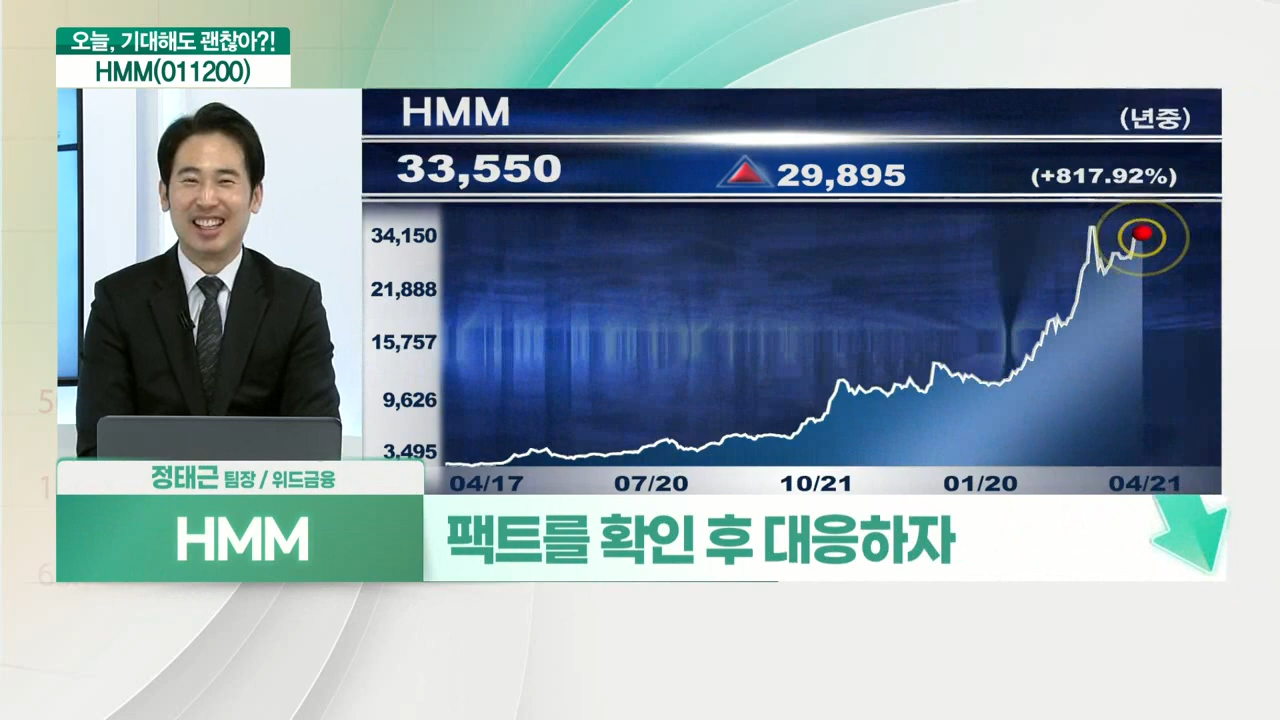 오늘, 기대해도 괜찮아?!
HMM(011200)
HMM (년중)
33,550 29,895 (+817.92%)
34,150
21,888
15,757
9,626
3,495
04/17 07/20 10/21 01/20 04/21
정태근 팀장 / 위드금융
HMM
팩트를 확인 후 대응하자
5
1
6